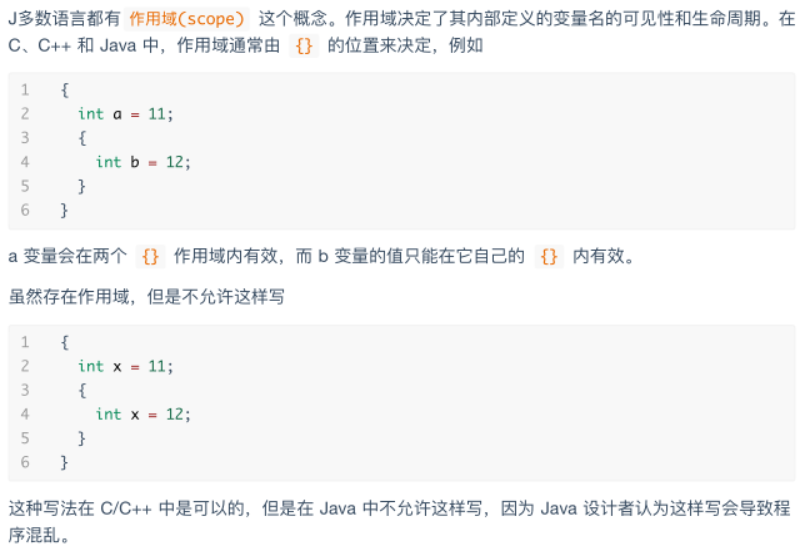 J多数语言都有 作用域(scope) 这个概念。作用域决定了其内部定义的变量名的可见性和生命周期。在
C、C++ 和 Java 中，作用域通常由 {} 的位置来决定，例如
1 {
2 int a = 11;
3 {
4 int b = 12;
5 }
6 }
a 变量会在两个 {} 作用域内有效，而 b 变量的值只能在它自己的 {} 内有效。
虽然存在作用域，但是不允许这样写
1 {
2 int x = 11;
3 {
4 int x = 12;
5 }
6 }
这种写法在 C/C++ 中是可以的，但是在 Java 中不允许这样写，因为 Java 设计者认为这样写会导致程
序混乱。